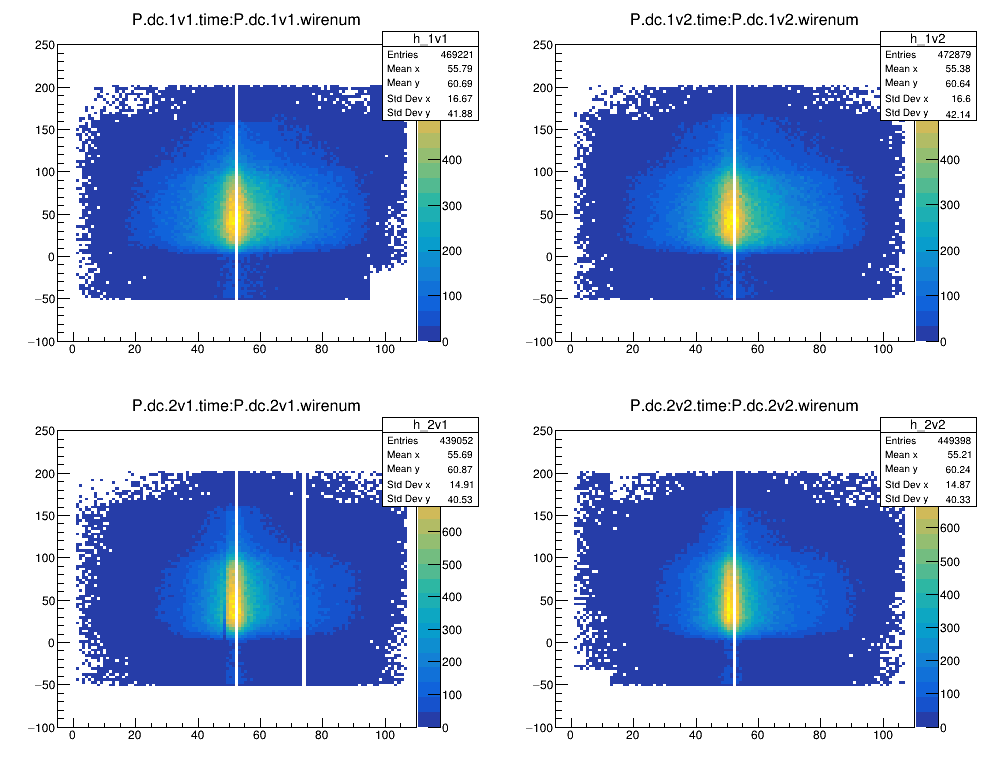 P.dc.1v1.time:P.dc.1v1.wirenum
h_1v1
Entries 469221
Mean x 55.79
Mean y 60.69
Std Dev x 16.67
Std Dev y 41.88
250
200
150
100
50
0
−50
−100
0 20 40 60 80 100
400
300
200
100
0
P.dc.1v2.time:P.dc.1v2.wirenum
h_1v2
Entries 472879
Mean x 55.38
Mean y 60.64
Std Dev x 16.6
Std Dev y 42.14
250
200
150
100
50
0
−50
−100
0 20 40 60 80 100
400
300
200
100
0
P.dc.2v1.time:P.dc.2v1.wirenum
h_2v1
Entries 439052
Mean x 55.69
Mean y 60.87
Std Dev x 14.91
Std Dev y 40.53
250
200
150
100
50
0
−50
−100
0 20 40 60 80 100
600
500
400
300
200
100
0
P.dc.2v2.time:P.dc.2v2.wirenum
h_2v2
Entries 449398
Mean x 55.21
Mean y 60.24
Std Dev x 14.87
Std Dev y 40.33
250
200
150
100
50
0
−50
−100
0 20 40 60 80 100
600
500
400
300
200
100
0